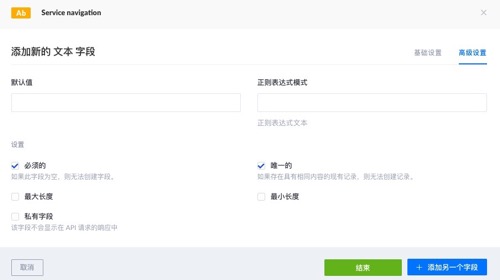 Ab Service navigation
添加新的 文本 字段
基础设置 高级设置
默认值 正则表达式模式
正则表达式文本
设置
必须的 唯一的
如果此字段为空，则无法创建字段。 如果存在具有相同内容的现有记录，则无法创建记录。
最大长度 最小长度
私有字段
该字段不会显示在 API 请求的响应中
取消 结束 + 添加另一个字段